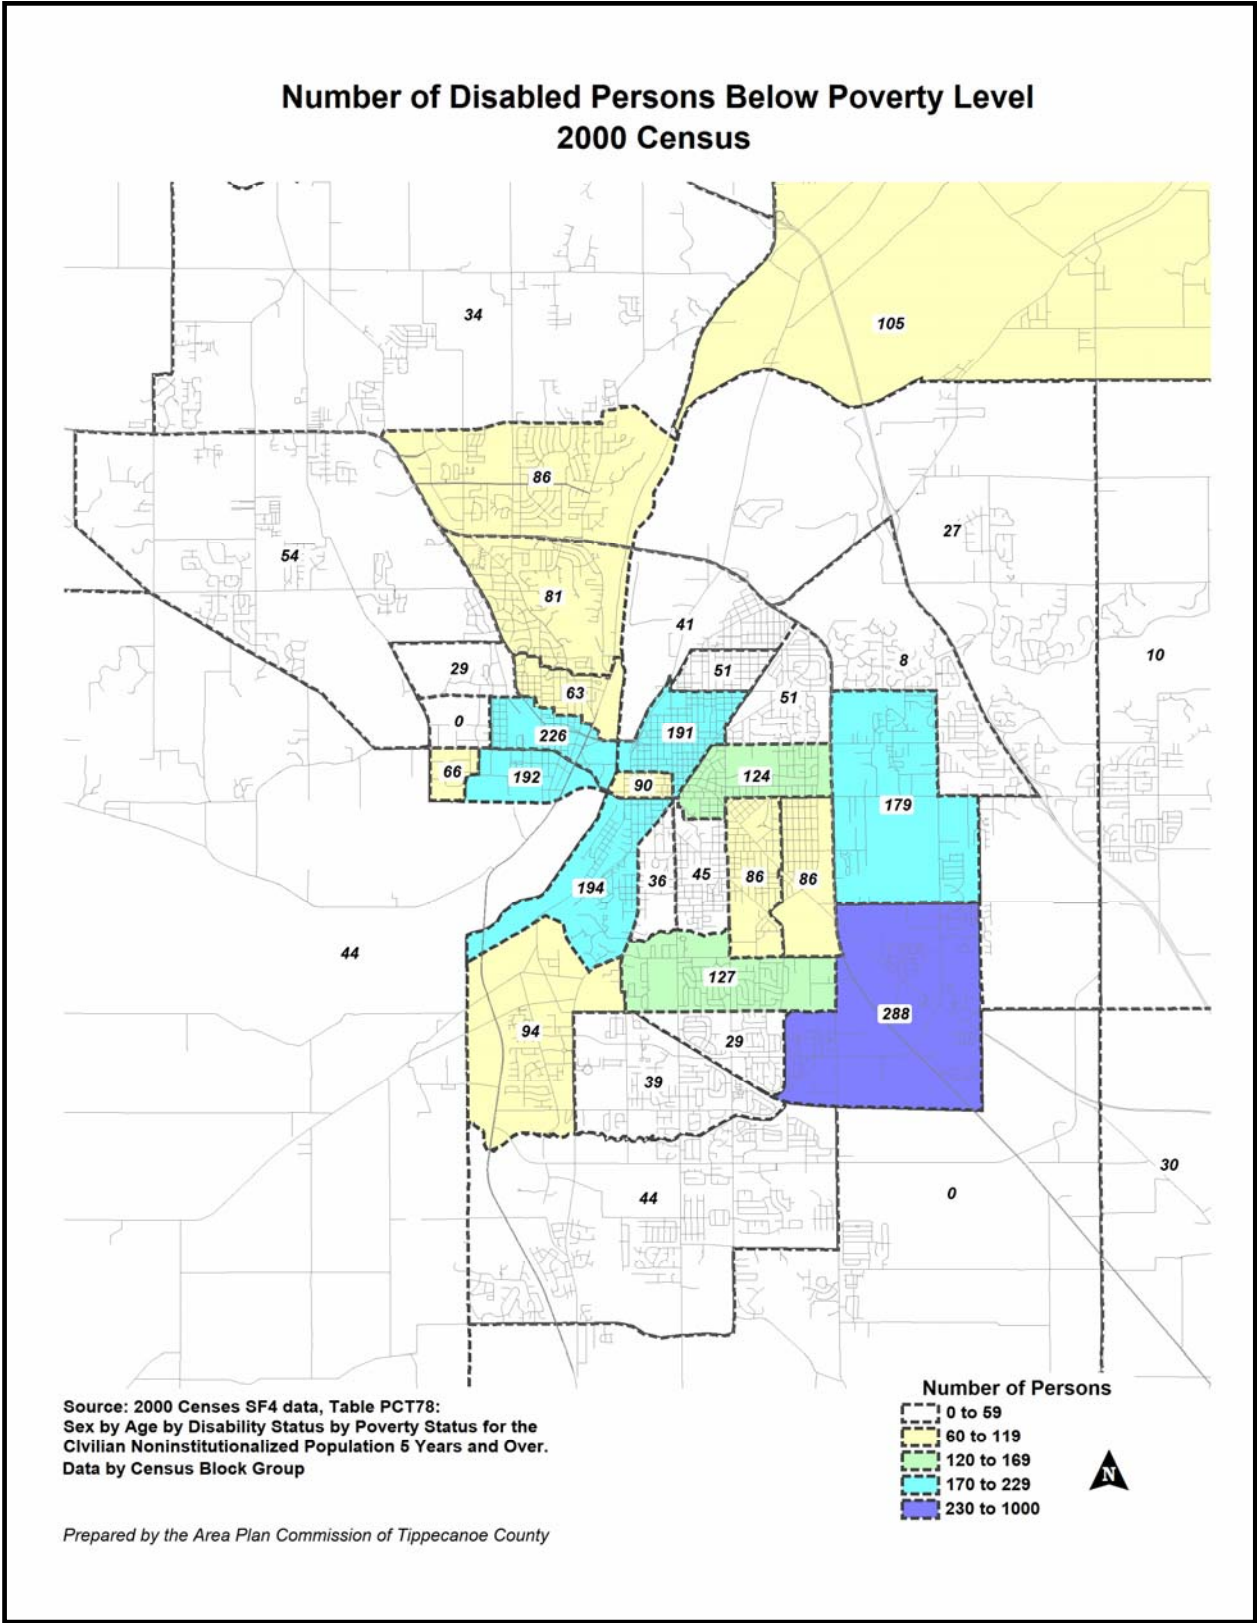 Number of Disabled Persons Below Poverty Level
2000 Census
34
105
86
27
54
81
41
10
29
51
8
63
51
0
226
191
66
192
90
124
179
194
36
45
86
86
44
127
94
288
29
39
30
44
0
Number of Persons
0 to 59
60 to 119
120 to 169
170 to 229
230 to 1000
N
Source: 2000 Censes SF4 data, Table PCT78:
Sex by Age by Disability Status by Poverty Status for the
CIvilian Noninstitutionalized Population 5 Years and Over.
Data by Census Block Group
Prepared by the Area Plan Commission of Tippecanoe County